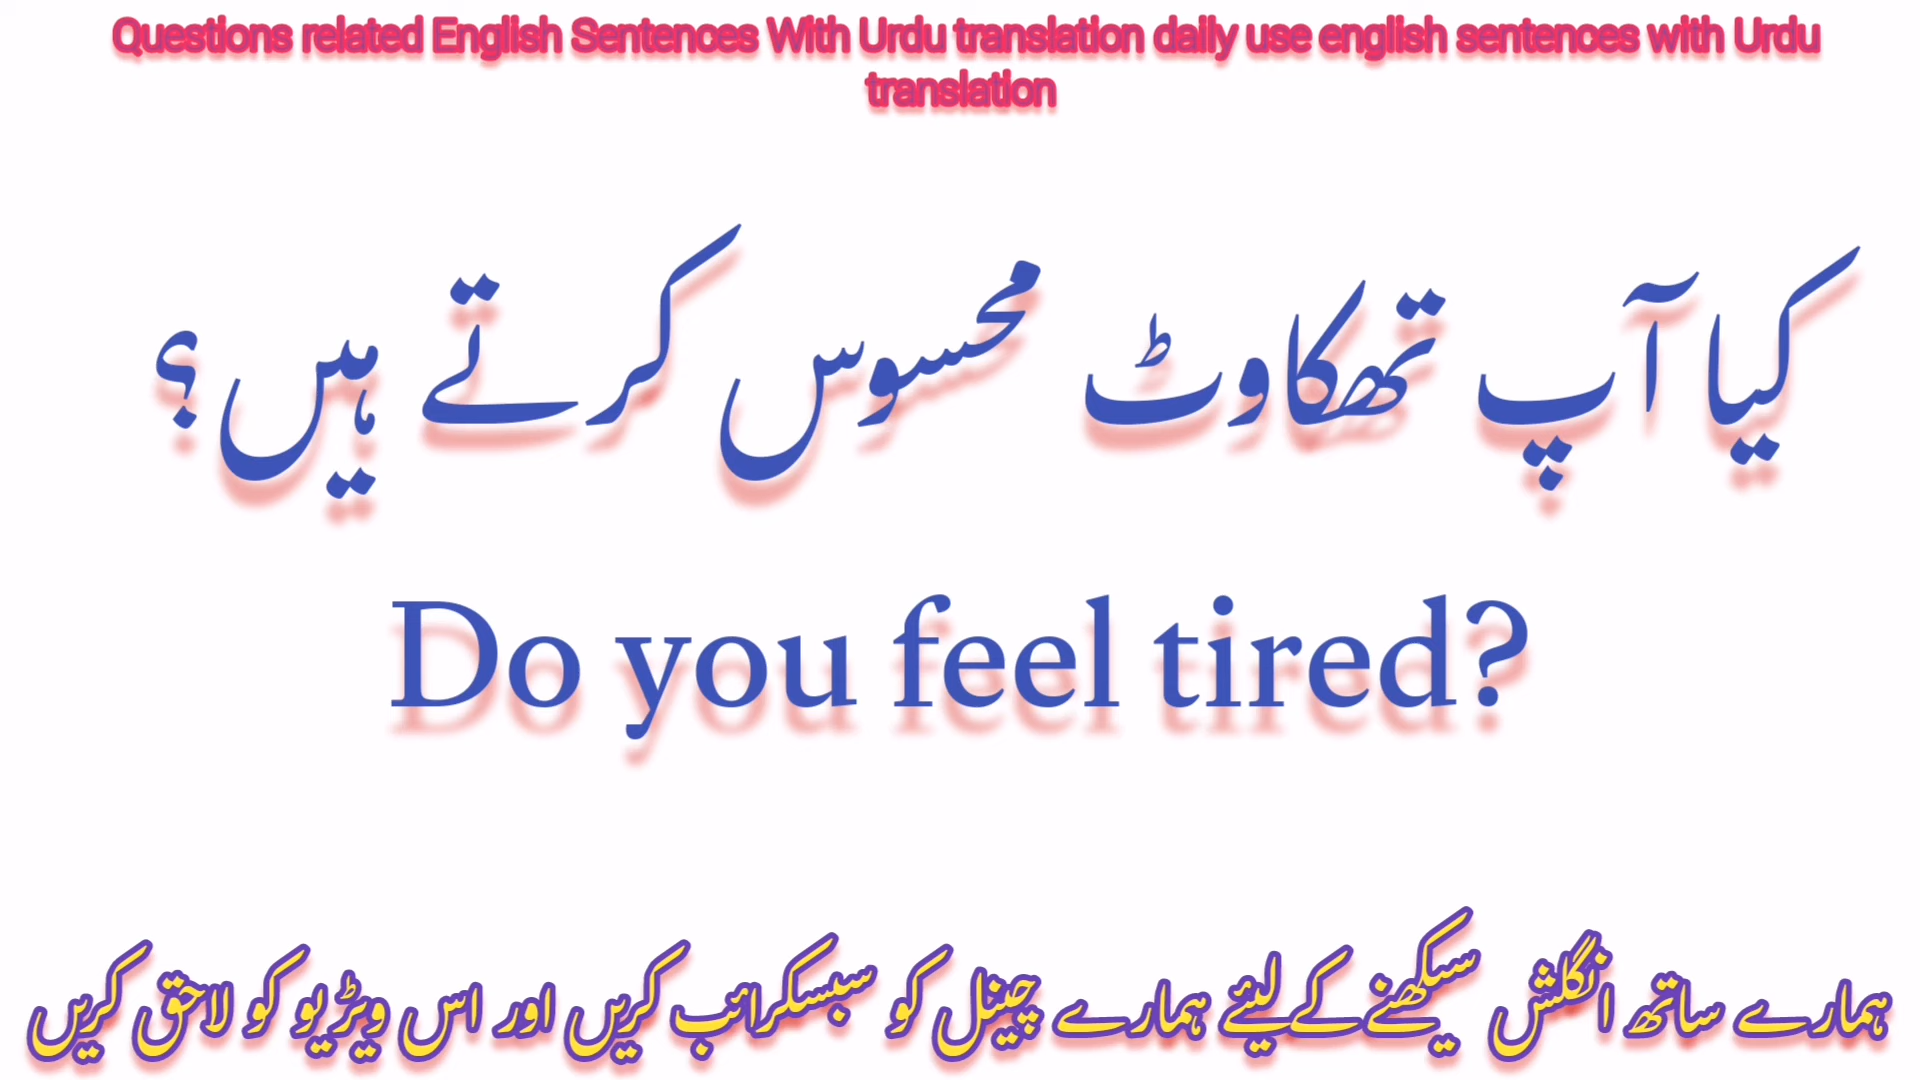 Questions related English Sentences With Urdu translation daily use english sentences with Urdu
translation
کیا آپ تھکاوٹ محسوس کرتے ہیں؟
Do you feel tired?
ہمارے ساتھ انگلش سیکھنے کے لیئے ہمارے چینل کو سبسکرائب کریں اور اس ویڑیو کو لاحق کریں